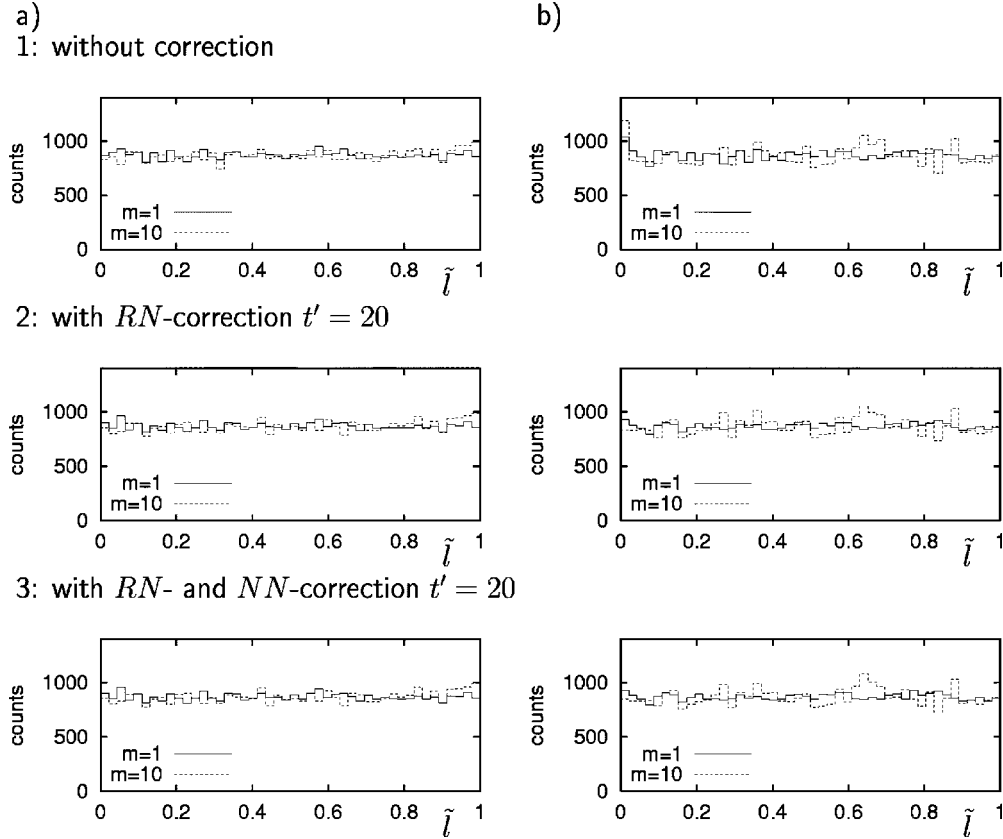 a)
b)
1: without correction
counts
1000
500
0
m=1
m=10
0 0.2 0.4 0.6 0.8 1
l̃
counts
1000
500
0
m=1
m=10
0 0.2 0.4 0.6 0.8 1
l̃
2: with RN-correction t′ = 20
counts
1000
500
0
m=1
m=10
0 0.2 0.4 0.6 0.8 1
l̃
counts
1000
500
0
m=1
m=10
0 0.2 0.4 0.6 0.8 1
l̃
3: with RN- and NN-correction t′ = 20
counts
1000
500
0
m=1
m=10
0 0.2 0.4 0.6 0.8 1
l̃
counts
1000
500
0
m=1
m=10
0 0.2 0.4 0.6 0.8 1
l̃